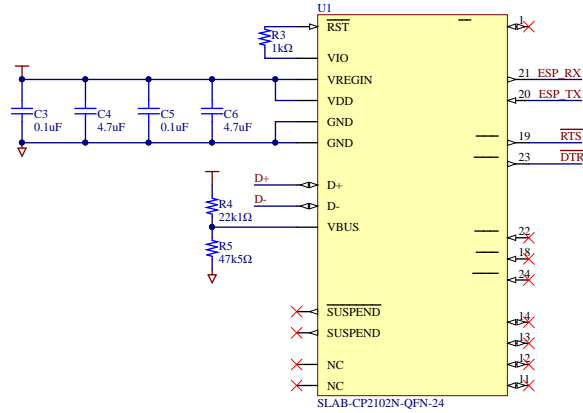 U1
RST
1
R3
1kΩ
VIO
VREGIN
21 ESP_RX
VDD
20 ESP_TX
C3
0.1uF
C4
4.7uF
C5
0.1uF
C6
4.7uF
GND
GND
19 RTS
23 DTR
D+ D+
D- D-
R4
22k1Ω
VBUS
22
R5
47k5Ω
18
24
SUSPEND
14
SUSPEND
13
NC
12
NC
11
SLAB-CP2102N-QFN-24